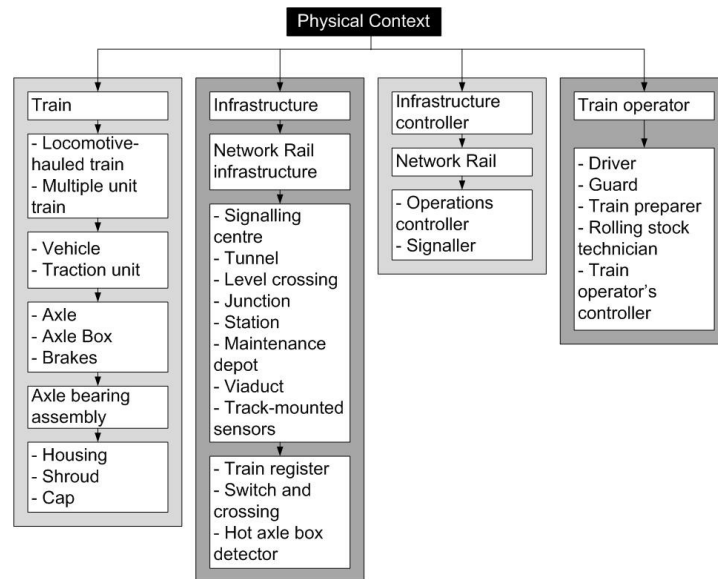 Physical Context
Train
- Locomotive-
hauled train
- Multiple unit
train
- Vehicle
- Traction unit
- Axle
- Axle Box
- Brakes
Axle bearing
assembly
- Housing
- Shroud
- Cap
Infrastructure
Network Rail
infrastructure
- Signalling
centre
- Tunnel
- Level crossing
- Junction
- Station
- Maintenance
depot
- Viaduct
- Track-mounted
sensors
- Train register
- Switch and
crossing
- Hot axle box
detector
Infrastructure
controller
Network Rail
- Operations
controller
- Signaller
Train operator
- Driver
- Guard
- Train preparer
- Rolling stock
technician
- Train
operator's
controller